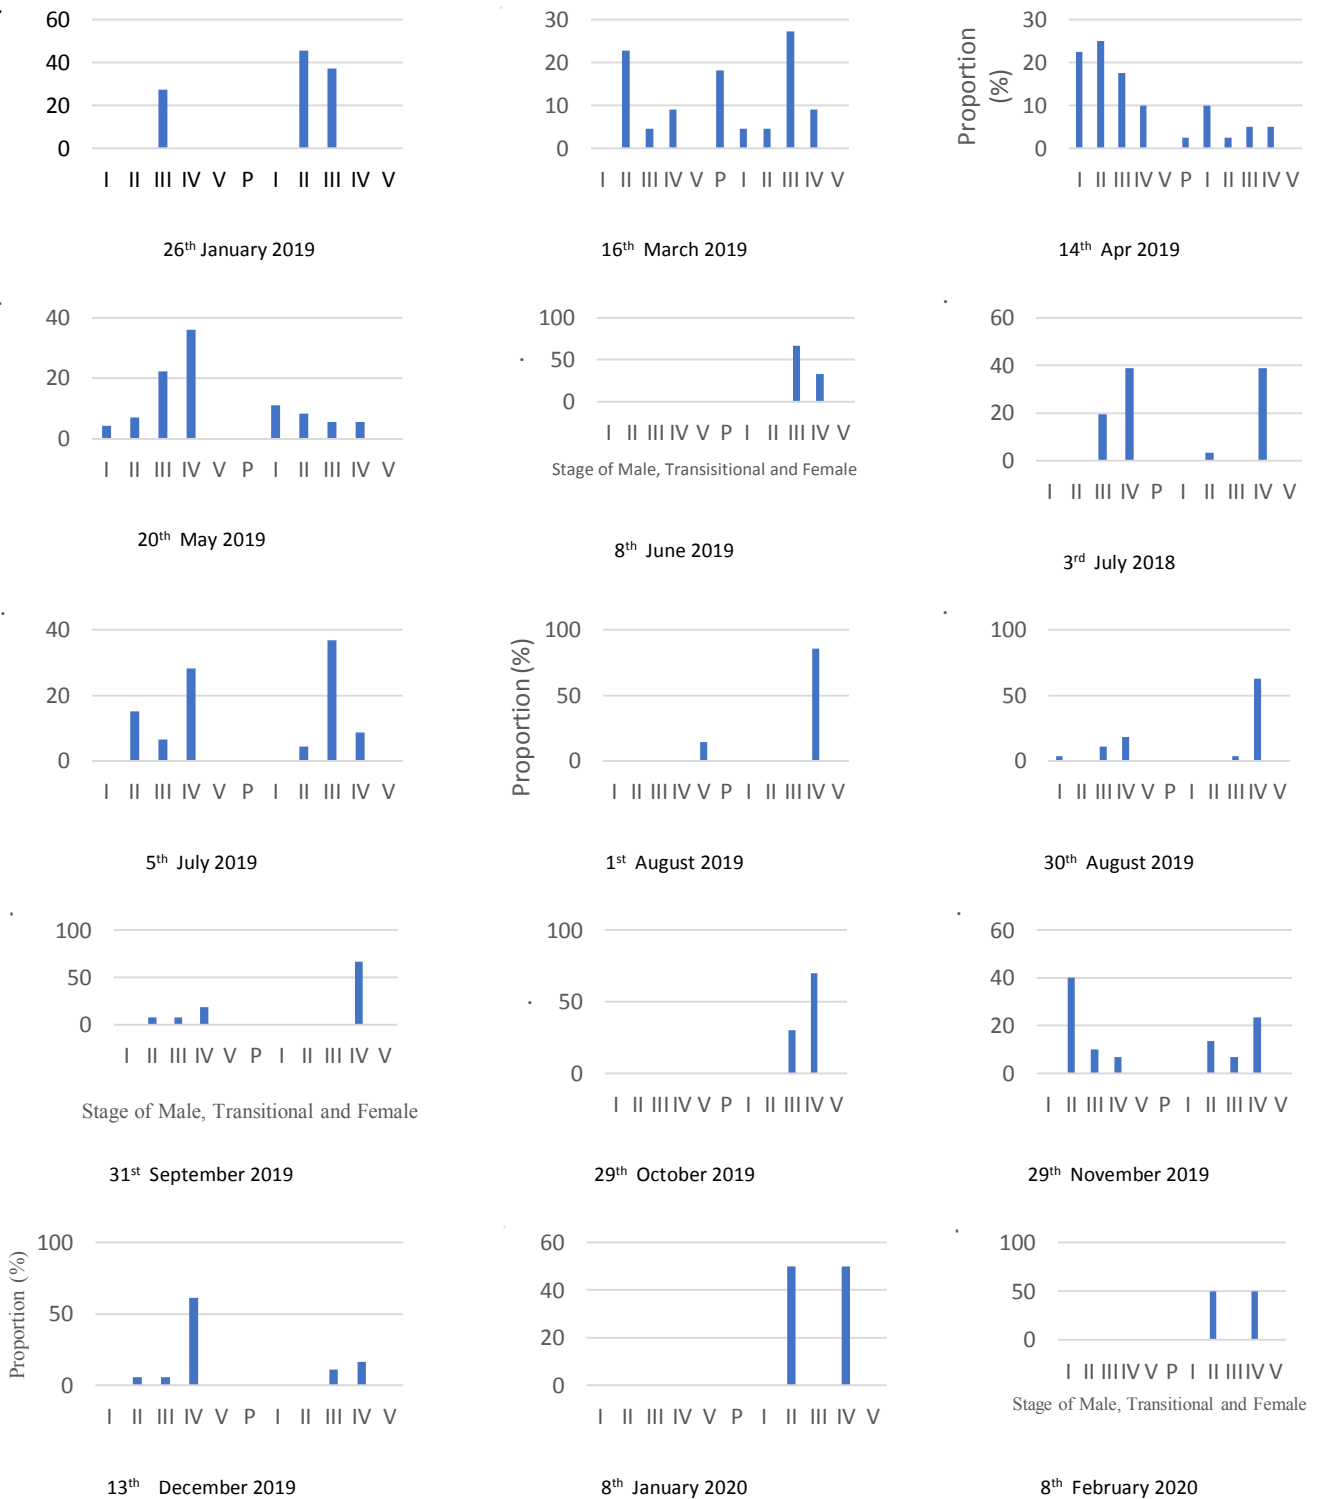 60
40
20
0
I II III IV V P I II III IV V
26th January 2019
30
20
10
0
I II III IV V P I II III IV V
16th March 2019
Proportion
(%)
30
20
10
0
I II III IV V P I II III IV V
14th Apr 2019
40
20
0
I II III IV V P I II III IV V
20th May 2019
100
50
0
I II III IV V P I II III IV V
Stage of Male, Transisitional and Female
8th June 2019
60
40
20
0
I II III IV P I II III IV V
3rd July 2018
40
20
0
I II III IV V P I II III IV V
5th July 2019
Proportion (%)
100
50
0
I II III IV V P I II III IV V
1st August 2019
100
50
0
I II III IV V P I II III IV V
30th August 2019
100
50
0
I II III IV V P I II III IV V
Stage of Male, Transitional and Female
31st September 2019
100
50
0
I II III IV V P I II III IV V
29th October 2019
60
40
20
0
I II III IV V P I II III IV V
29th November 2019
Proportion (%)
100
50
0
I II III IV V P I II III IV V
13th December 2019
60
40
20
0
I II III IV V P I II III IV V
8th January 2020
100
50
0
I II III IV V P I II III IV V
Stage of Male, Transitional and Female
8th February 2020